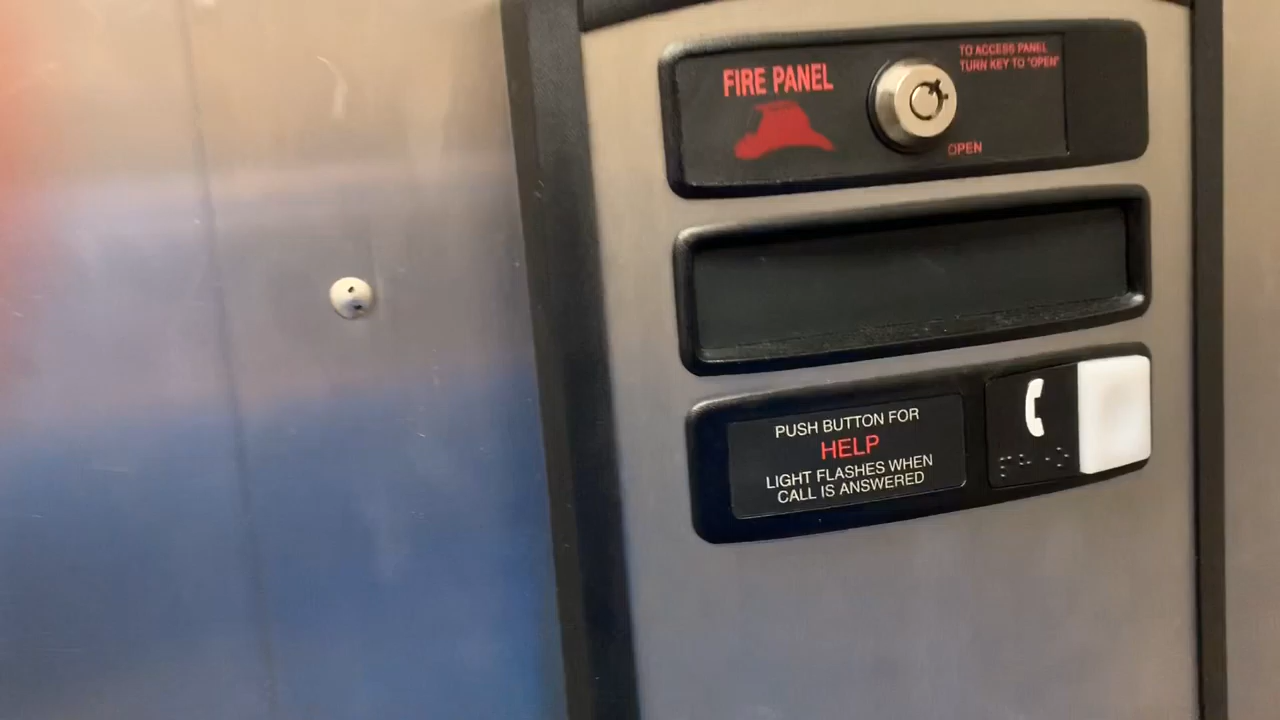 FIRE PANEL
TO ACCESS PANEL
TURN KEY TO "OPEN"
OPEN
PUSH BUTTON FOR
HELP
LIGHT FLASHES WHEN
CALL IS ANSWERED